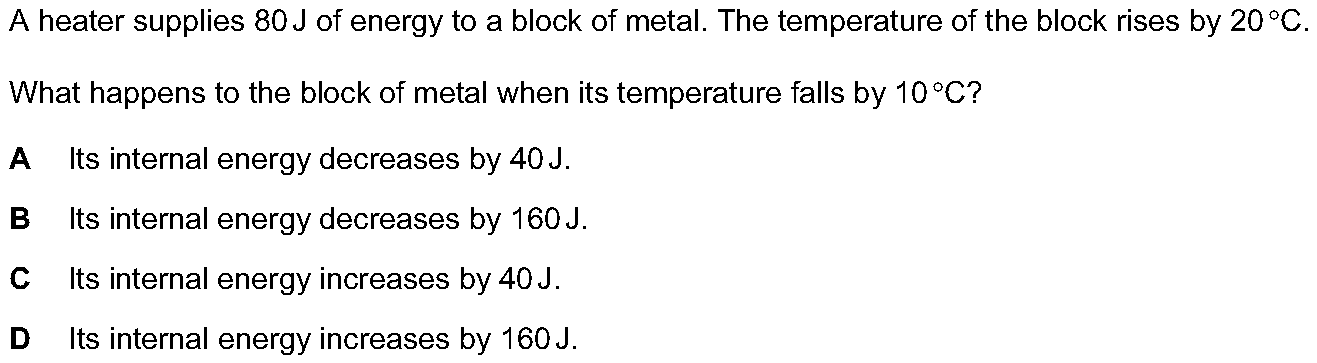 A heater supplies 80 J of energy to a block of metal. The temperature of the block rises by 20 °C.
What happens to the block of metal when its temperature falls by 10 °C?
A Its internal energy decreases by 40 J.
B Its internal energy decreases by 160 J.
C Its internal energy increases by 40 J.
D Its internal energy increases by 160 J.